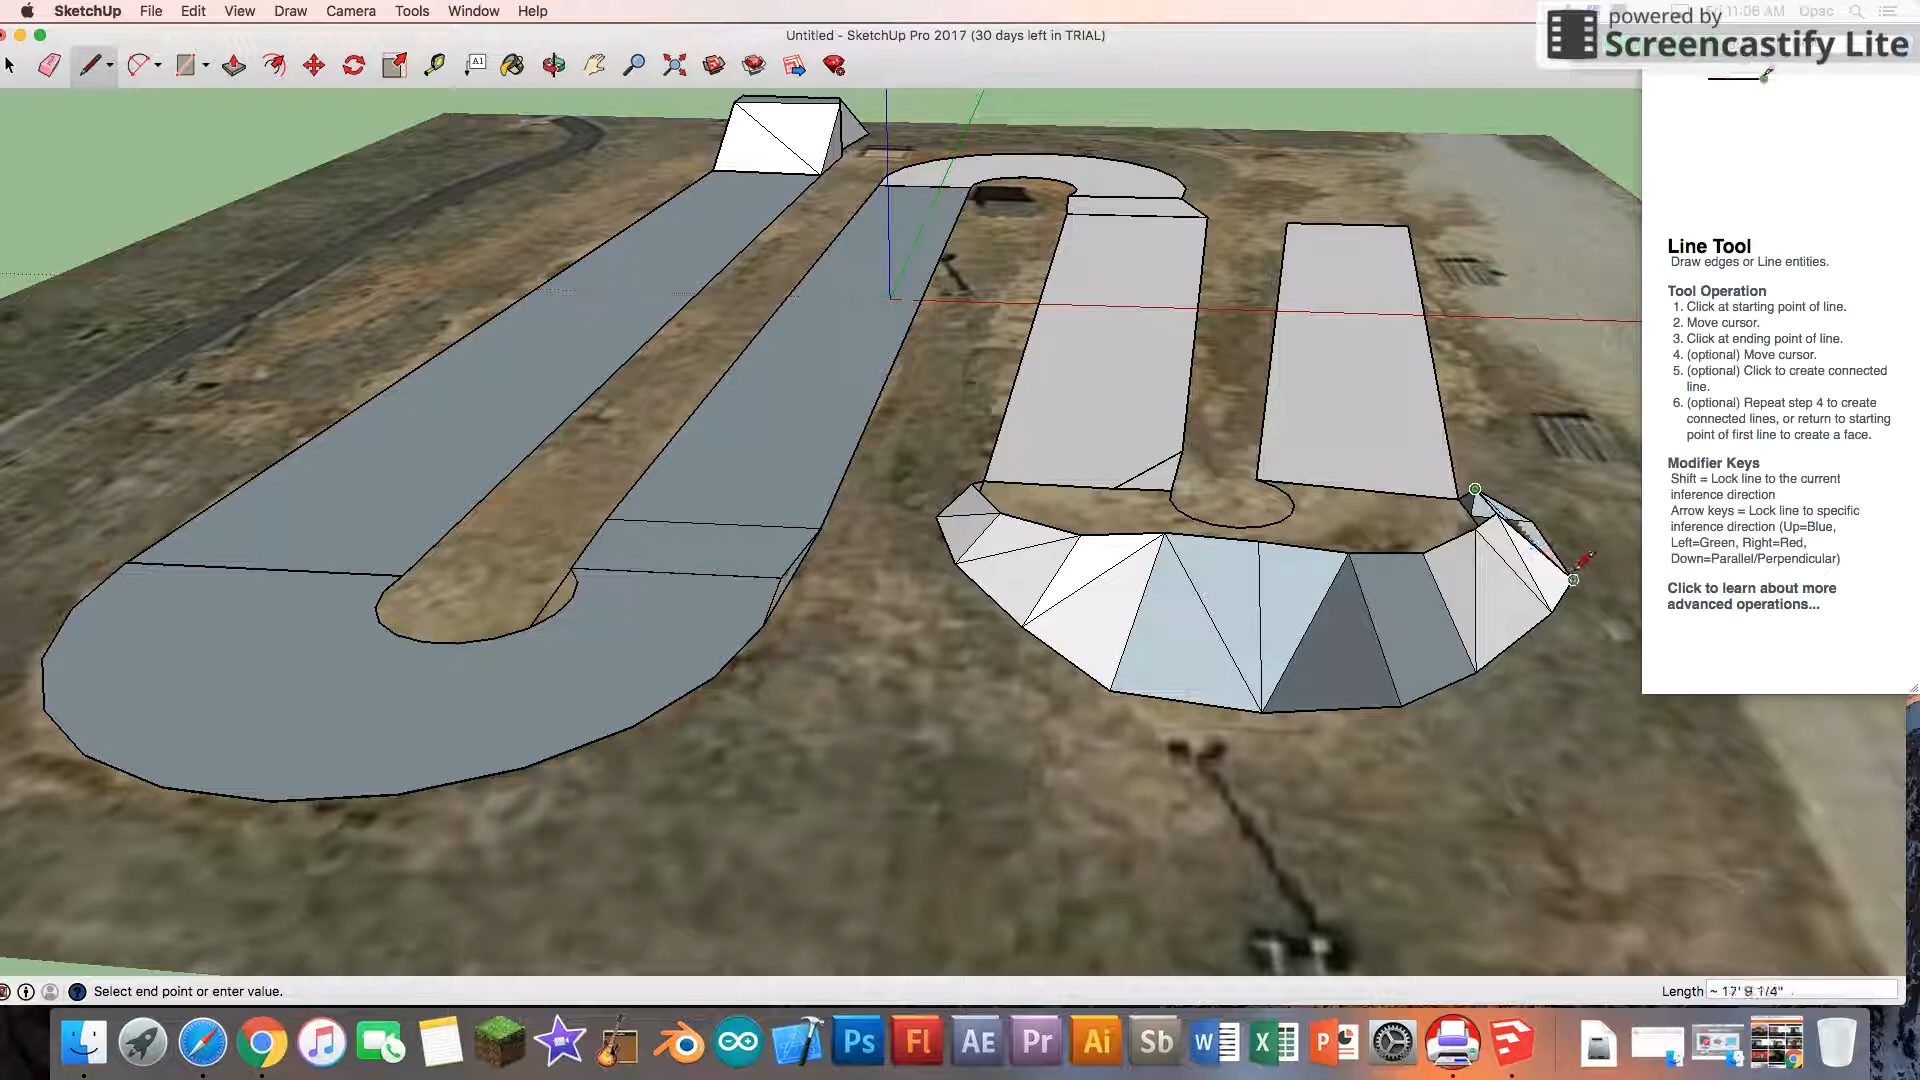 SketchUp File Edit View Draw Camera Tools Window Help
11:06 AM Opac
powered by
Screencastify Lite
Untitled - SketchUp Pro 2017 (30 days left in TRIAL)
A1
Line Tool
Draw edges or Line entities.
Tool Operation
1. Click at starting point of line.
2. Move cursor.
3. Click at ending point of line.
4. (optional) Move cursor.
5. (optional) Click to create connected
line.
6. (optional) Repeat step 4 to create
connected lines, or return to starting
point of first line to create a face.
Modifier Keys
Shift = Lock line to the current
inference direction
Arrow keys = Lock line to specific
inference direction (Up=Blue,
Left=Green, Right=Red,
Down=Parallel/Perpendicular)
Click to learn about more
advanced operations...
Select end point or enter value.
Length ~ 17' 9 1/4"
Ps Fl AE Pr Ai Sb W X P